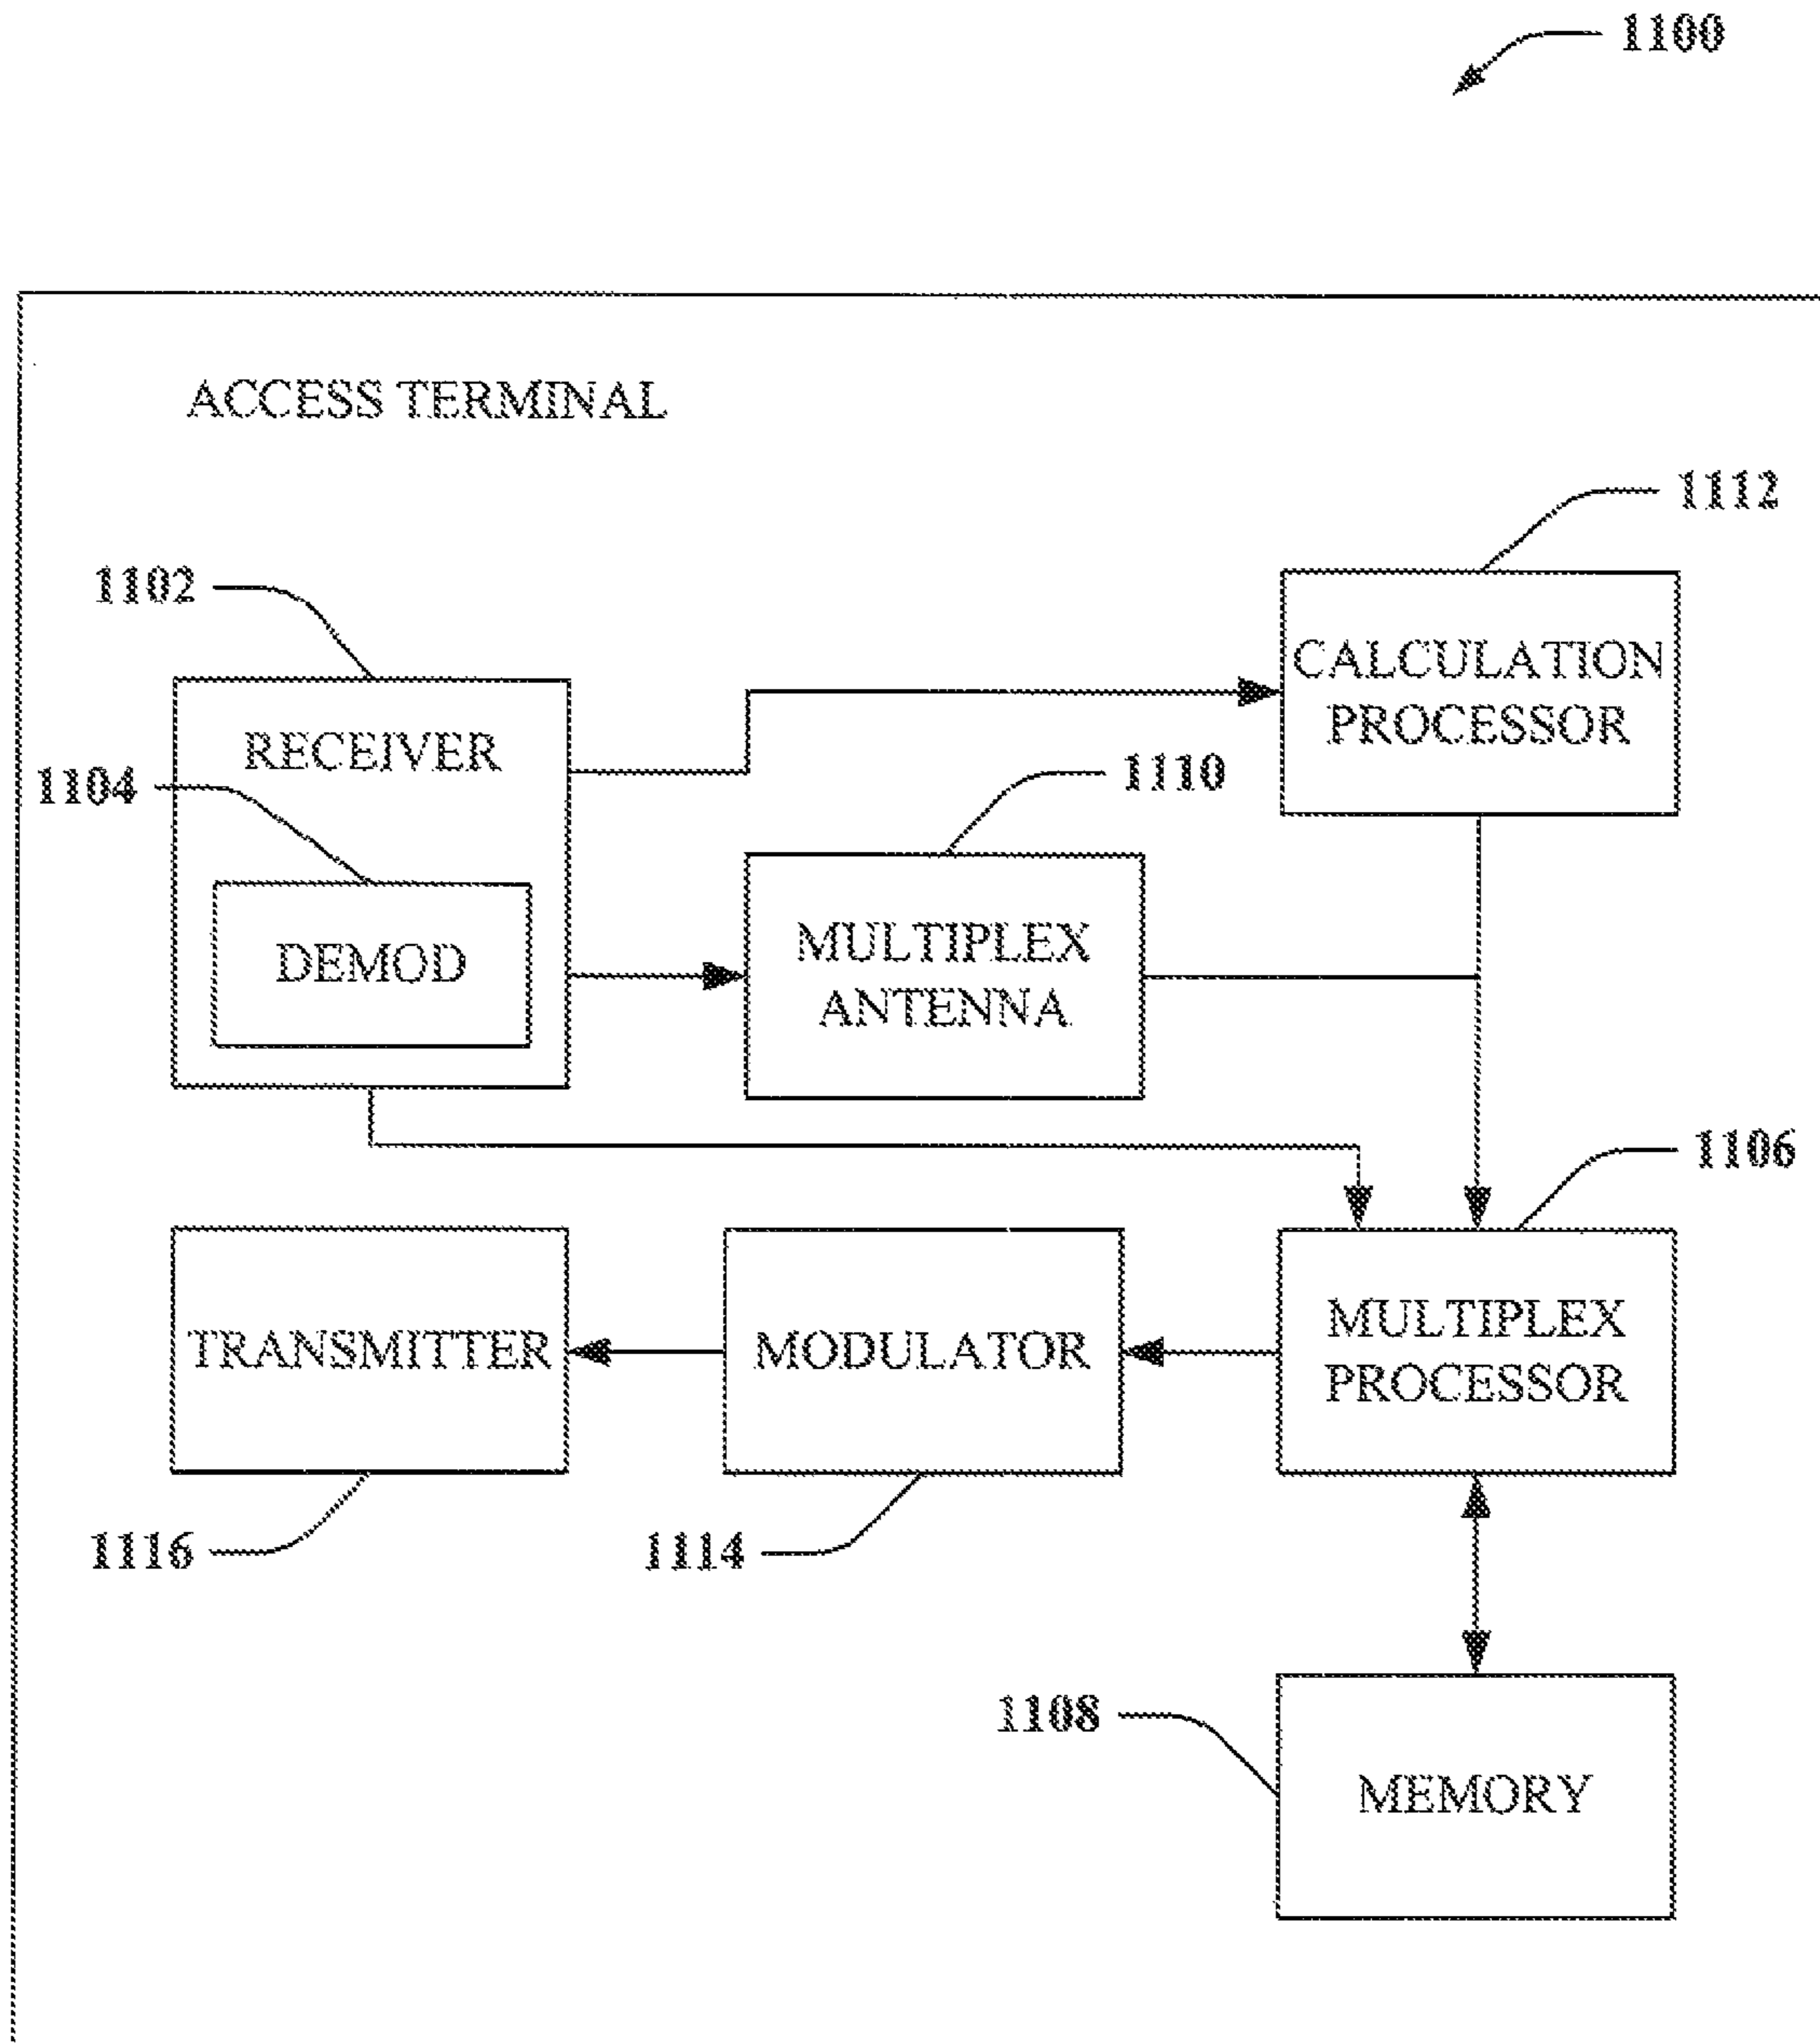 1100
ACCESS TERMINAL
1112
1102
CALCULATION
PROCESSOR
RECEIVER
1104
1110
DEMOD
MULTIPLEX
ANTENNA
1106
TRANSMITTER
MODULATOR
MULTIPLEX
PROCESSOR
1116
1114
1108
MEMORY